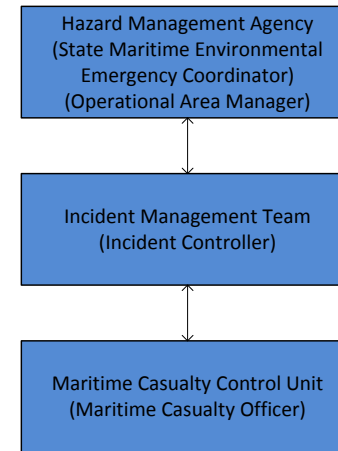 Hazard Management Agency
(State Maritime Environmental
Emergency Coordinator)
(Operational Area Manager)
Incident Management Team
(Incident Controller)
Maritime Casualty Control Unit
(Maritime Casualty Officer)